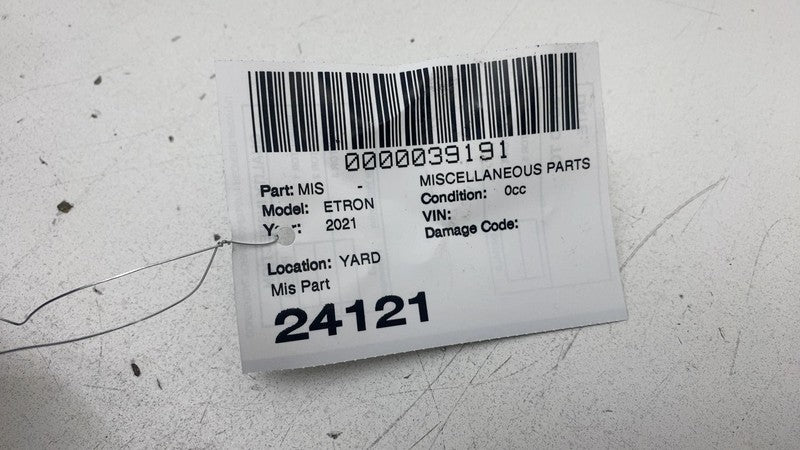 0000039191
Part: MIS - MISCELLANEOUS PARTS
Model: ETRON Condition: 0cc
Year: 2021 VIN:
Damage Code:
Location: YARD
Mis Part
24121